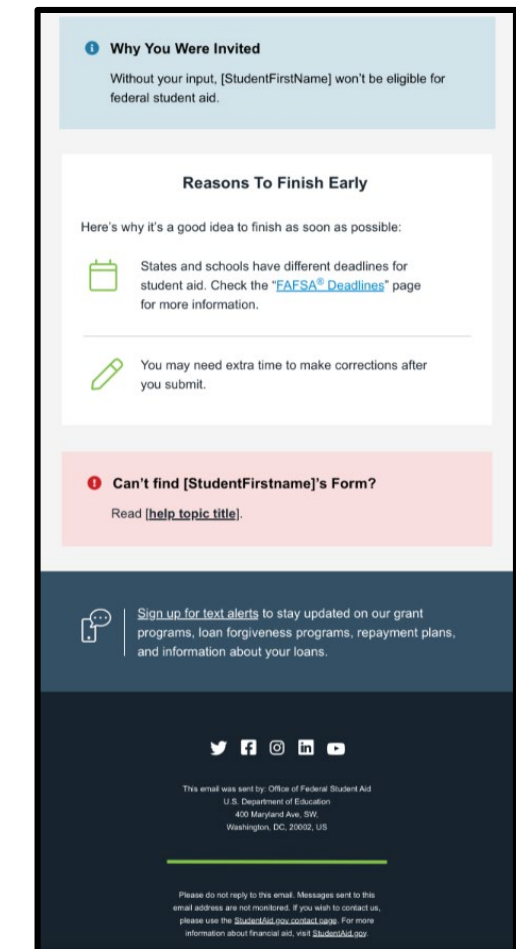 Why You Were Invited
Without your input, [StudentFirstName] won't be eligible for
federal student aid.
Reasons To Finish Early
Here's why it's a good idea to finish as soon as possible:
States and schools have different deadlines for
student aid. Check the "FAFSA® Deadlines" page
for more information.
You may need extra time to make corrections after
you submit.
Can't find [StudentFirstname]'s Form?
Read [help topic title].
Sign up for text alerts to stay updated on our grant
programs, loan forgiveness programs, repayment plans,
and information about your loans.
This email was sent by: Office of Federal Student Aid
U.S. Department of Education
400 Maryland Ave, SW,
Washington, DC, 20002, US
Please do not reply to this email. Messages sent to this
email address are not monitored. If you wish to contact us,
please use the StudentAid.gov contact page. For more
information about financial aid, visit StudentAid.gov.